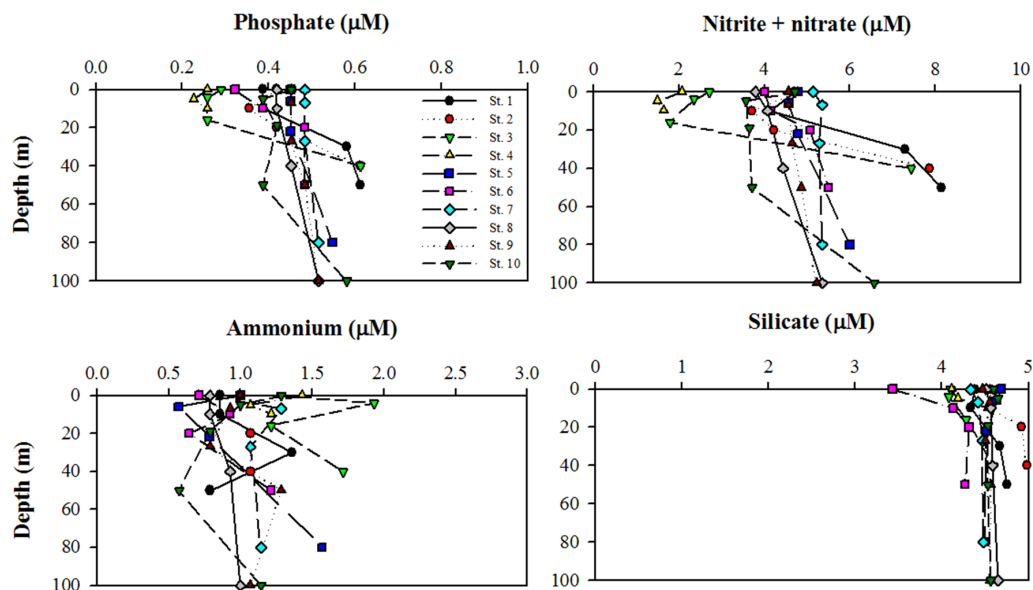 Phosphate (μM)
0.0 0.2 0.4 0.6 0.8 1.0
0
20
40
60
80
100
Depth (m)
St. 1
St. 2
St. 3
St. 4
St. 5
St. 6
St. 7
St. 8
St. 9
St. 10
Nitrite + nitrate (μM)
0 2 4 6 8 10
0
20
40
60
80
100
Ammonium (μM)
0.0 0.5 1.0 1.5 2.0 2.5 3.0
0
20
40
60
80
100
Depth (m)
Silicate (μM)
0 1 2 3 4 5
0
20
40
60
80
100